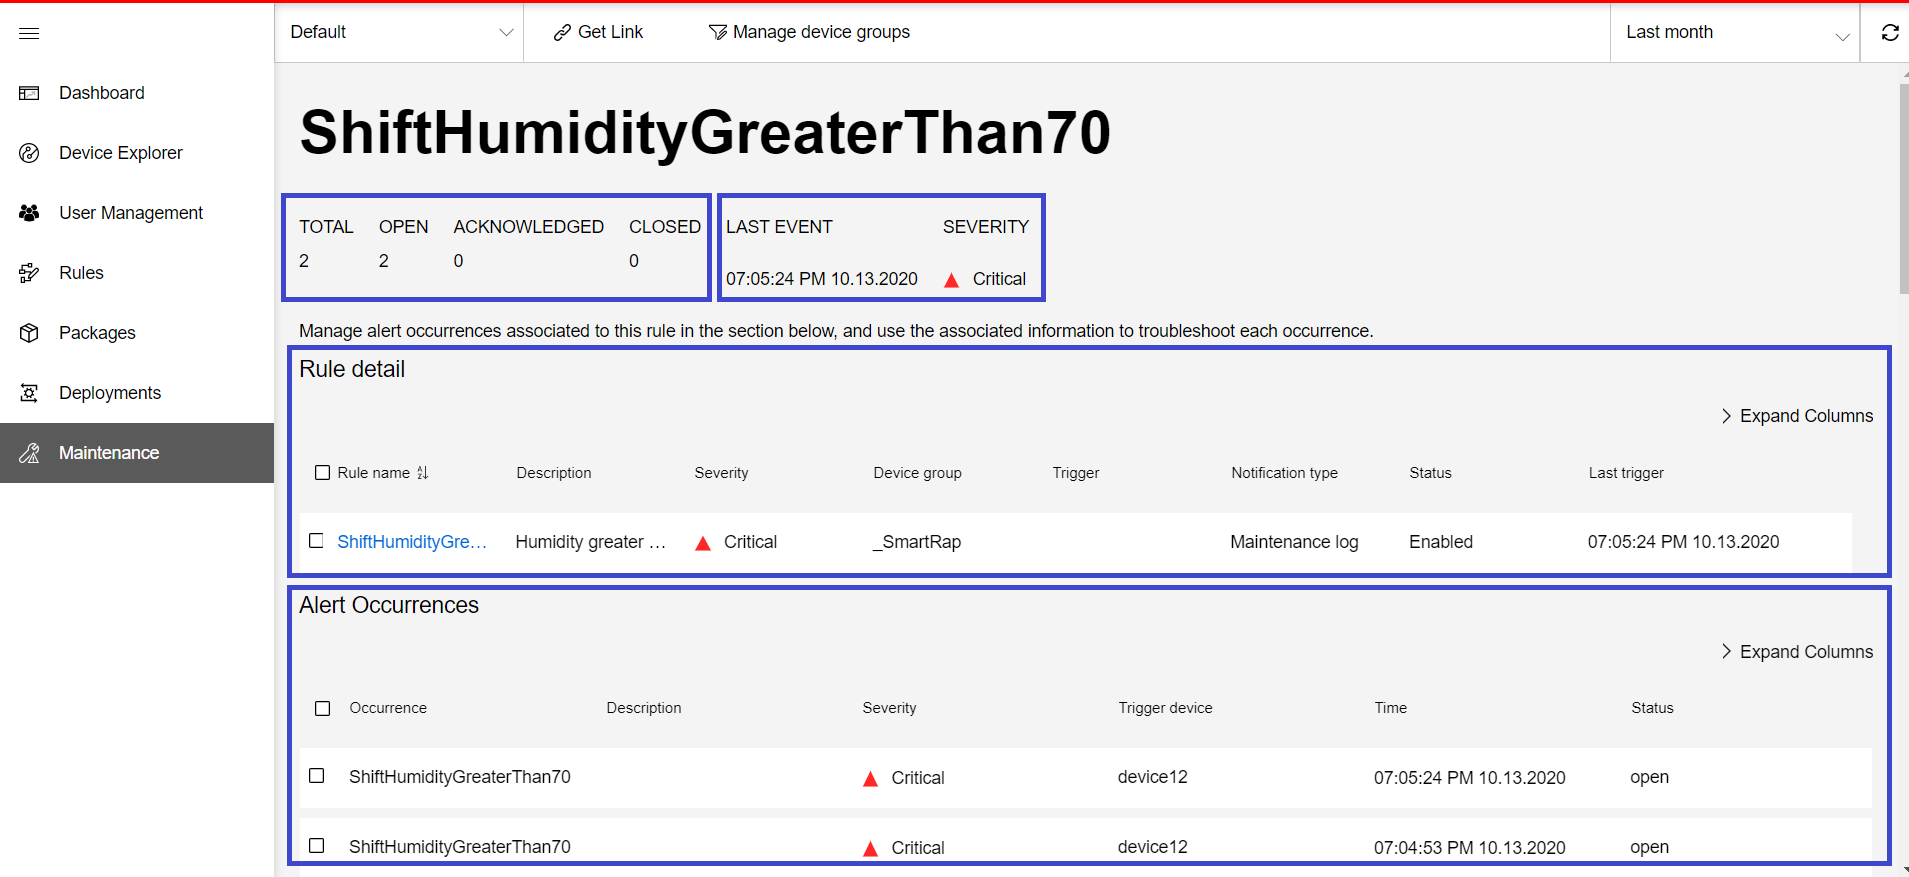 Default
Get Link
Manage device groups
Last month
Dashboard
Device Explorer
User Management
Rules
Packages
Deployments
Maintenance
ShiftHumidityGreaterThan70
TOTAL OPEN ACKNOWLEDGED CLOSED
2 2 0 0
LAST EVENT SEVERITY
07:05:24 PM 10.13.2020 Critical
Manage alert occurrences associated to this rule in the section below, and use the associated information to troubleshoot each occurrence.
Rule detail
Expand Columns
Rule name Description Severity Device group Trigger Notification type Status Last trigger
ShiftHumidityGre... Humidity greater ... Critical _SmartRap Maintenance log Enabled 07:05:24 PM 10.13.2020
Alert Occurrences
Expand Columns
Occurrence Description Severity Trigger device Time Status
ShiftHumidityGreaterThan70 Critical device12 07:05:24 PM 10.13.2020 open
ShiftHumidityGreaterThan70 Critical device12 07:04:53 PM 10.13.2020 open